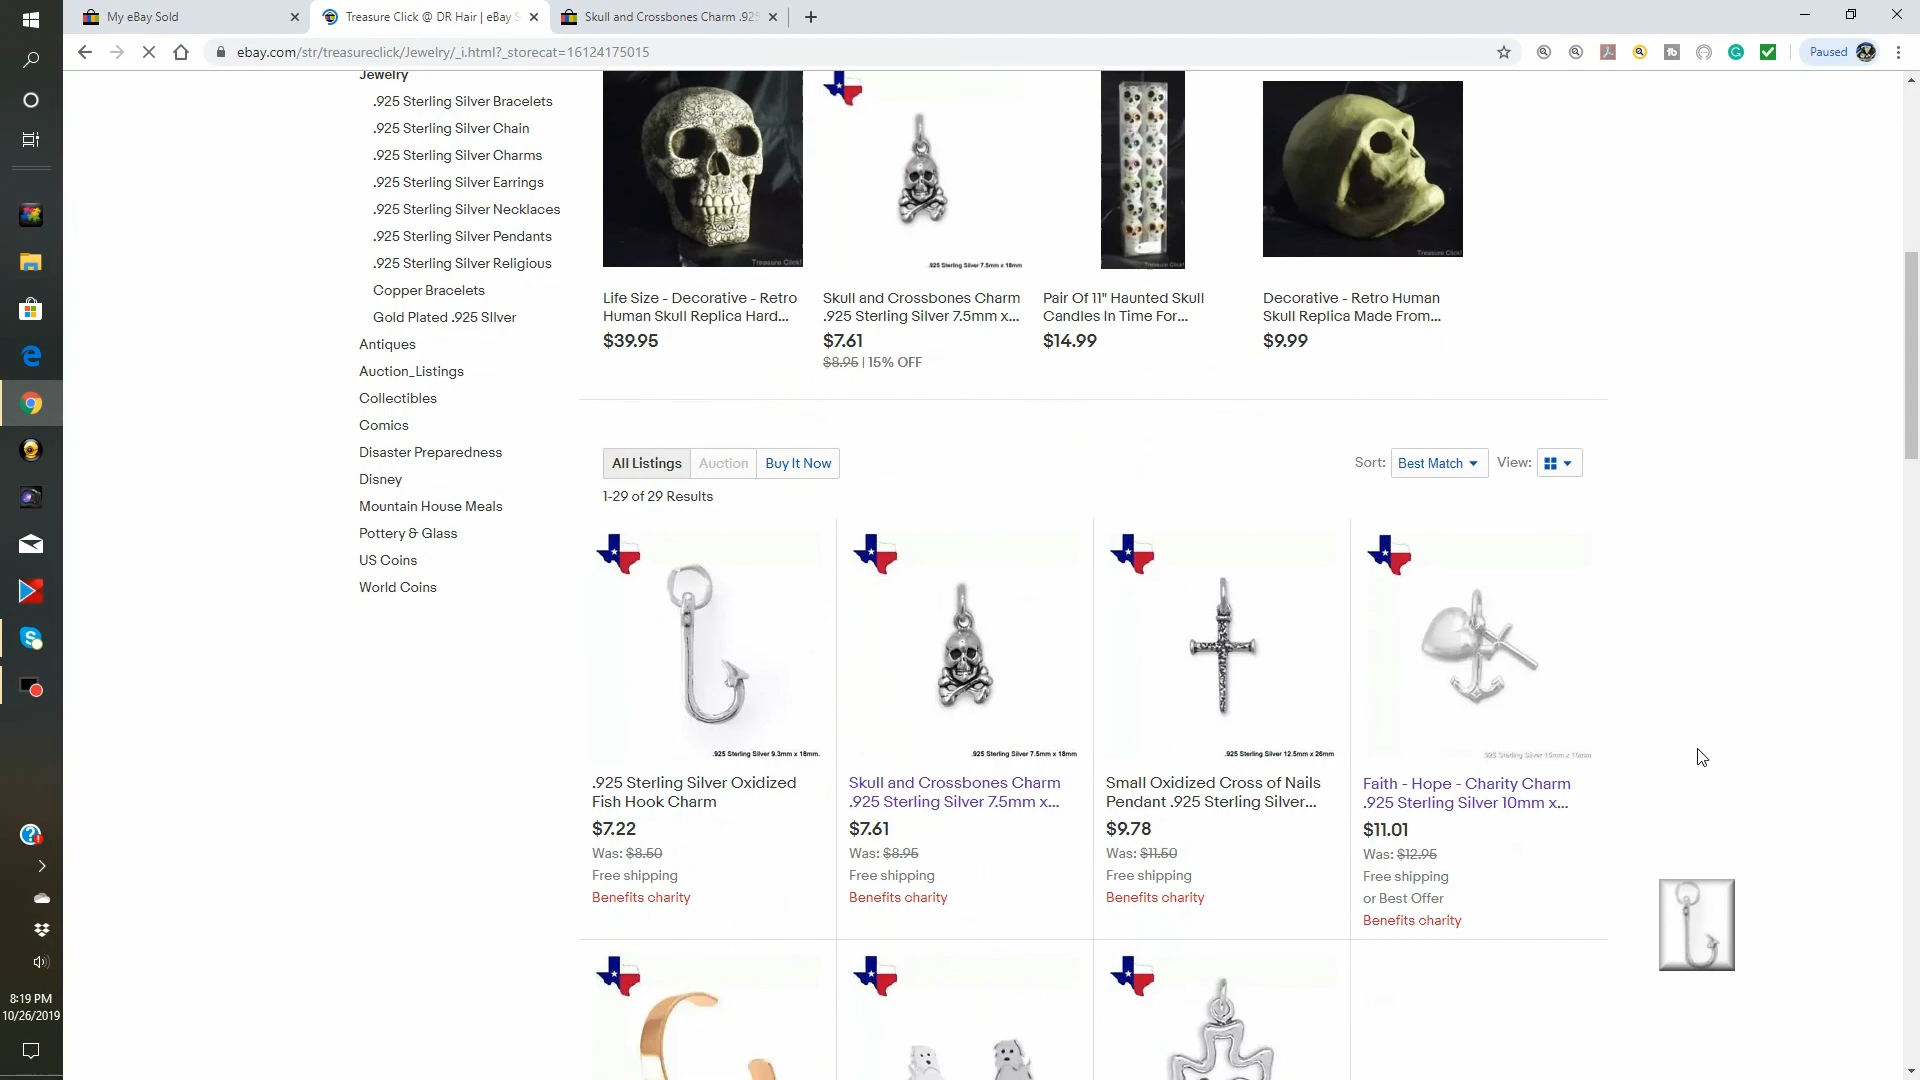 My eBay Sold
Treasure Click @ DR Hair | eBay S
Skull and Crossbones Charm .925
ebay.com/str/treasureclick/Jewelry/_i.html?_storecat=16124175015
Paused
Jewelry
.925 Sterling Silver Bracelets
.925 Sterling Silver Chain
.925 Sterling Silver Charms
.925 Sterling Silver Earrings
.925 Sterling Silver Necklaces
.925 Sterling Silver Pendants
.925 Sterling Silver Religious
Copper Bracelets
Gold Plated .925 SIlver
Antiques
Auction_Listings
Collectibles
Comics
Disaster Preparedness
Disney
Mountain House Meals
Pottery & Glass
US Coins
World Coins
Treasure Click!
.925 Sterling Silver 7.5mm x 18mm
Treasure Click!
Treasure Click!
Life Size - Decorative - Retro
Human Skull Replica Hard...
$39.95
Skull and Crossbones Charm
.925 Sterling Silver 7.5mm x...
$7.61
$8.95 | 15% OFF
Pair Of 11" Haunted Skull
Candles In Time For...
$14.99
Decorative - Retro Human
Skull Replica Made From...
$9.99
All Listings
Auction
Buy It Now
Sort:
Best Match
View:
1-29 of 29 Results
.925 Sterling Silver 9.3mm x 18mm.
.925 Sterling Silver Oxidized
Fish Hook Charm
$7.22
Was: $8.50
Free shipping
Benefits charity
.925 Sterling Silver 7.5mm x 18mm
Skull and Crossbones Charm
.925 Sterling Silver 7.5mm x...
$7.61
Was: $8.95
Free shipping
Benefits charity
.925 Sterling Silver 12.5mm x 26mm
Small Oxidized Cross of Nails
Pendant .925 Sterling Silver...
$9.78
Was: $11.50
Free shipping
Benefits charity
Faith - Hope - Charity Charm
.925 Sterling Silver 10mm x...
$11.01
Was: $12.95
Free shipping
or Best Offer
Benefits charity
8:19 PM
10/26/2019